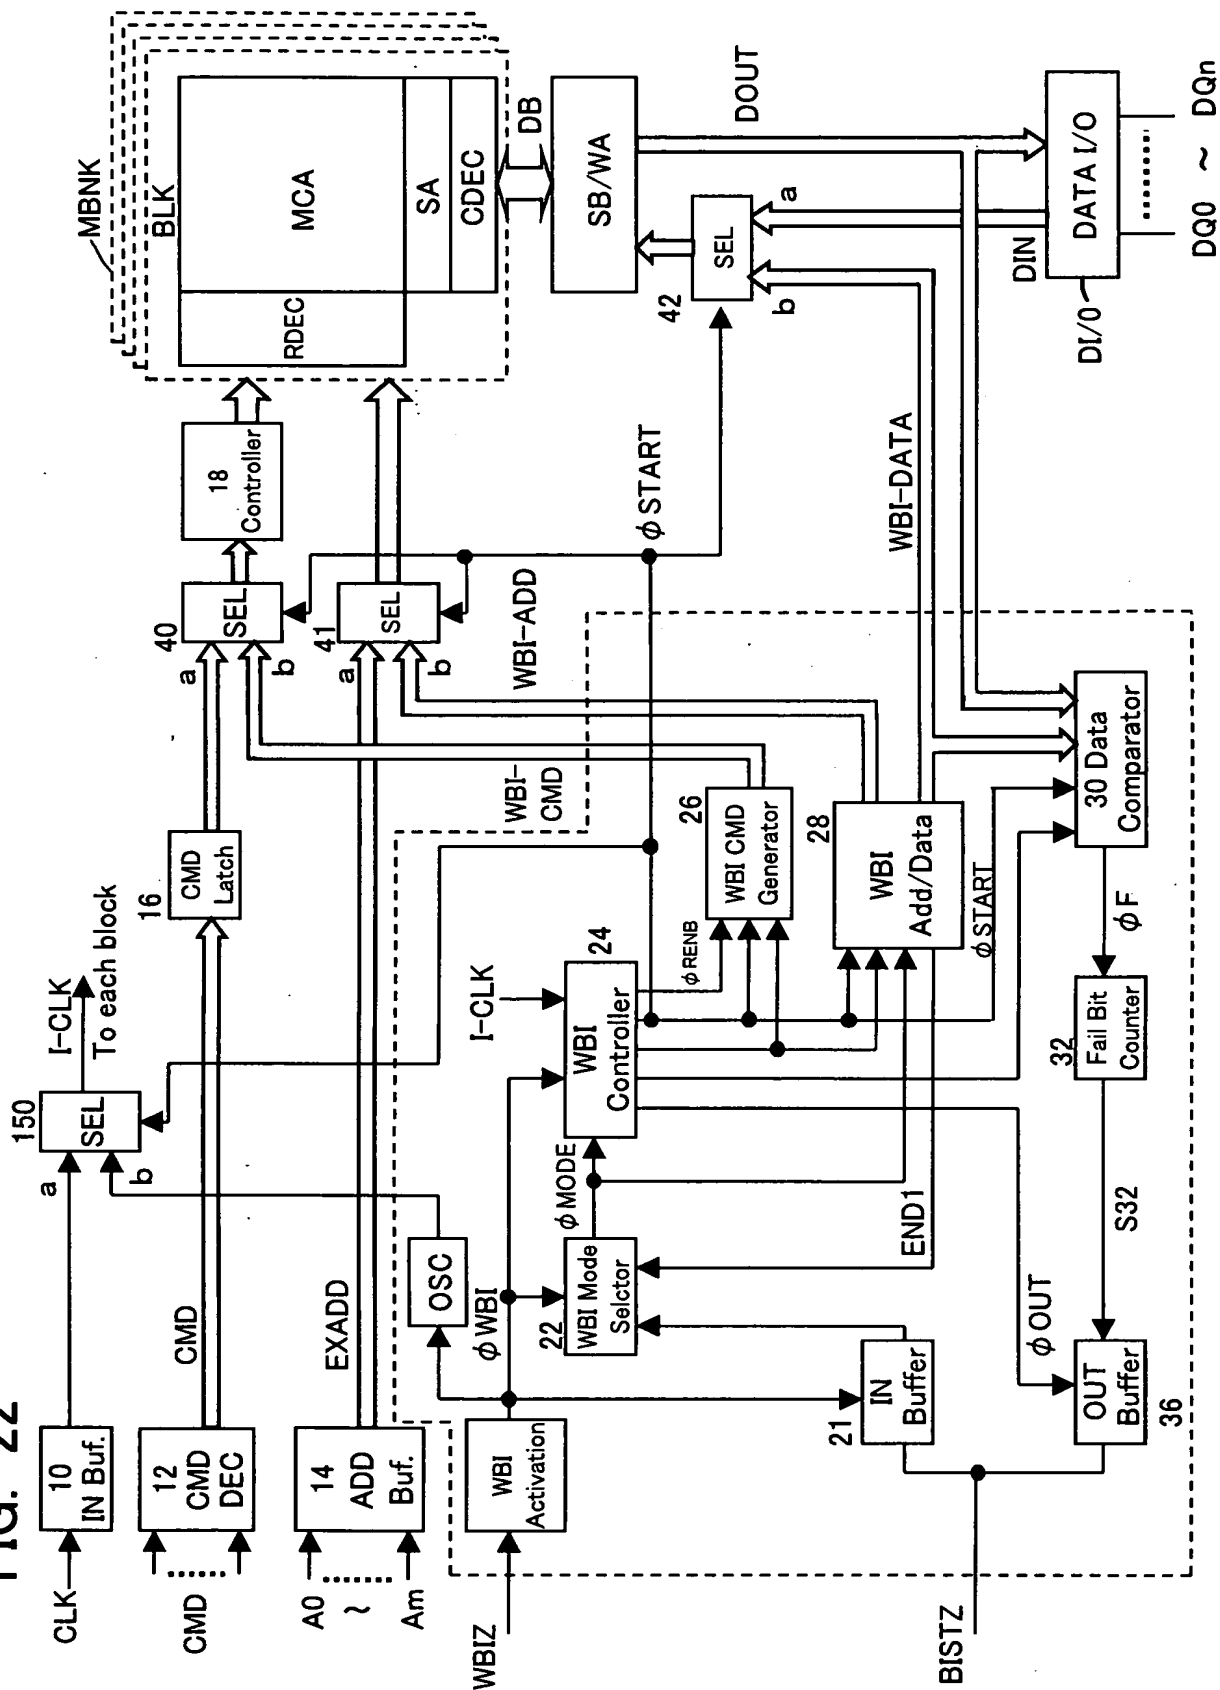 FIG. 22
CLK
10
IN Buf.
a
b
150
SEL
I-CLK
To each block
CMD
12
CMD
DEC
CMD
16
CMD
Latch
a
b
40
SEL
18
Controller
MBNK
BLK
RDEC
MCA
SA
CDEC
DB
SB/WA
DOUT
A0
~
Am
14
ADD
Buf.
EXADD
a
b
41
SEL
WBI-ADD
WBI-
CMD
φSTART
42
SEL
a
b
DIN
DATA I/O
DI/O
DQ0 ~ DQn
WBIZ
WBI
Activation
OSC
φWBI
22
WBI Mode
Selctor
φMODE
I-CLK
24
WBI
Controller
φRENB
26
WBI CMD
Generator
28
WBI
Add/Data
WBI-DATA
φSTART
END1
BISTZ
21
IN
Buffer
OUT
Buffer
36
φOUT
S32
32
Fail Bit
Counter
φF
30 Data
Comparator